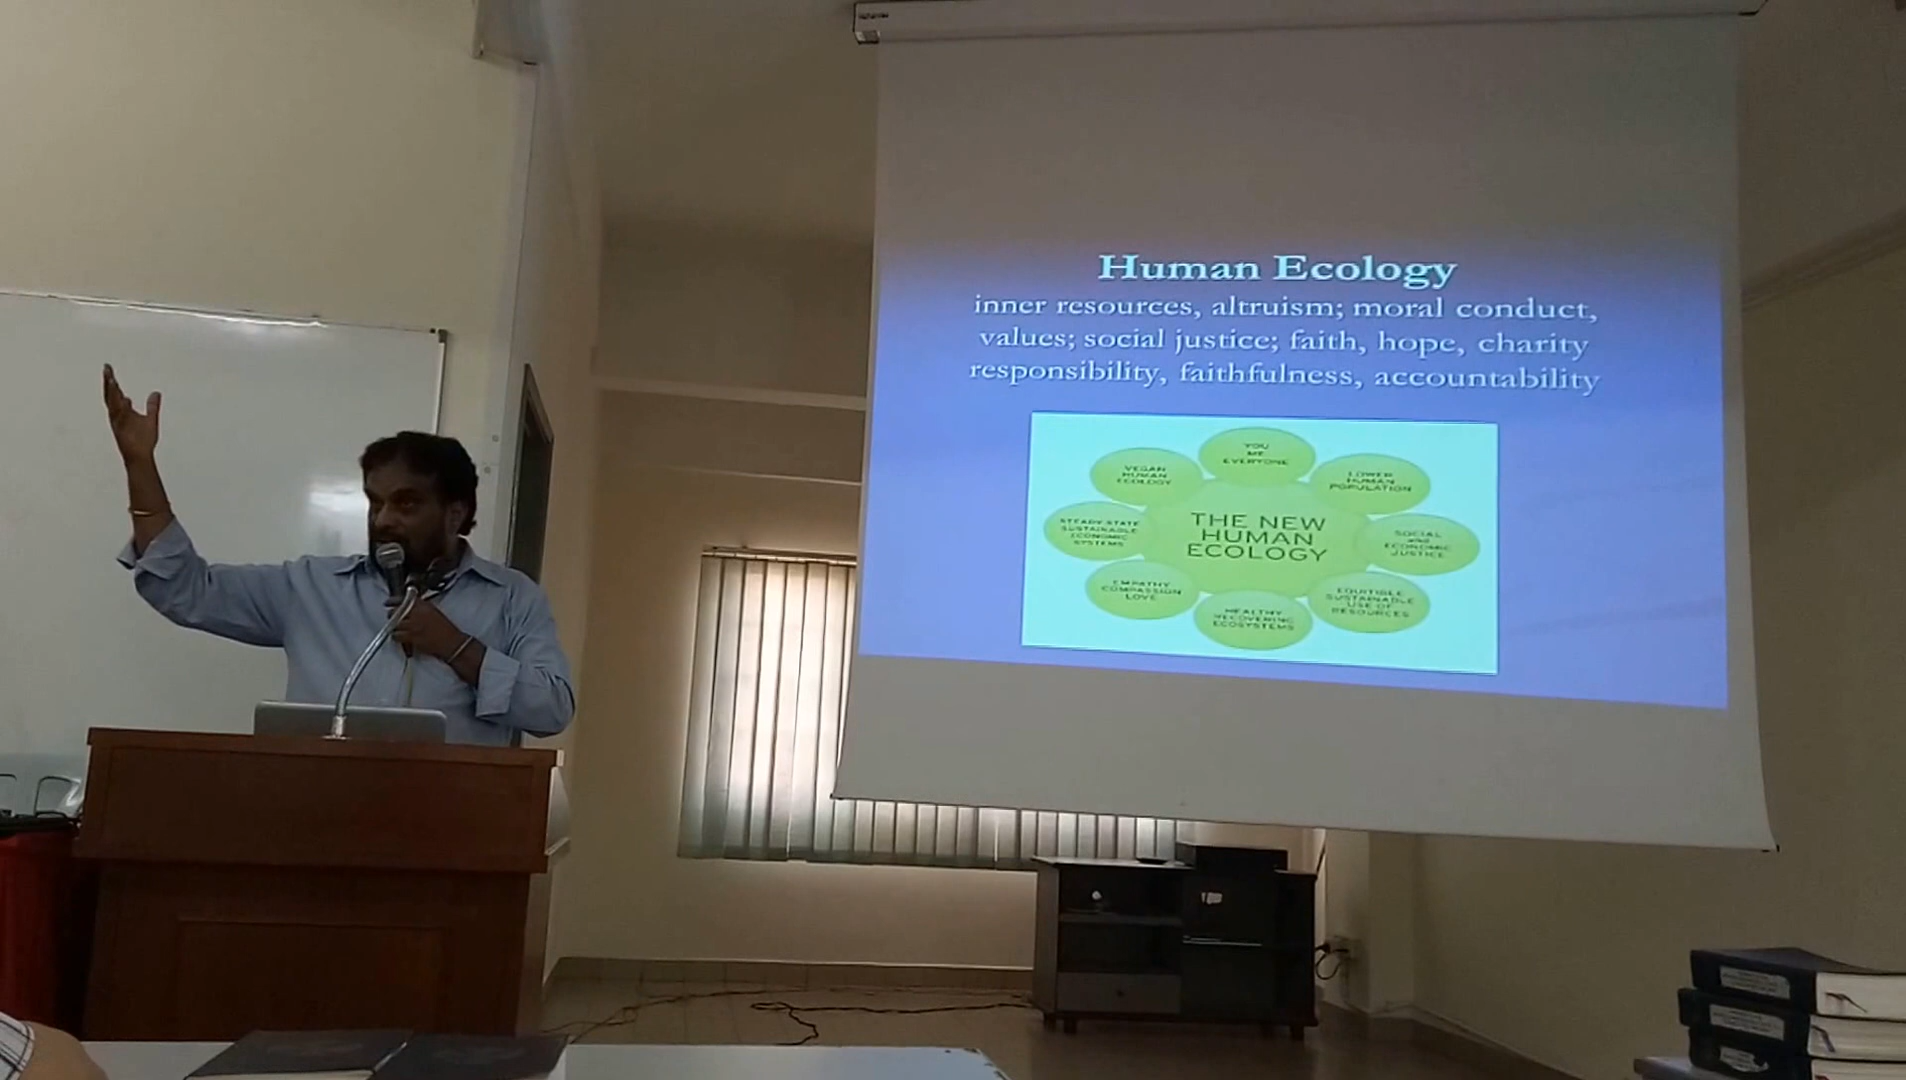 Human Ecology
inner resources, altruism; moral conduct,
values; social justice; faith, hope, charity
responsibility, faithfulness, accountability
YOU
ME
EVERYONE
VEGAN
HUMAN
ECOLOGY
LOWER
HUMAN
POPULATION
STEADY STATE
SUSTAINABLE
ECONOMIC
SYSTEMS
THE NEW
HUMAN
ECOLOGY
SOCIAL
and
ECONOMIC
JUSTICE
EMPATHY
COMPASSION
LOVE
EQUITIBLE
SUSTAINABLE
USE OF
RESOURCES
HEALTHY
RECOVERING
ECOSYSTEMS